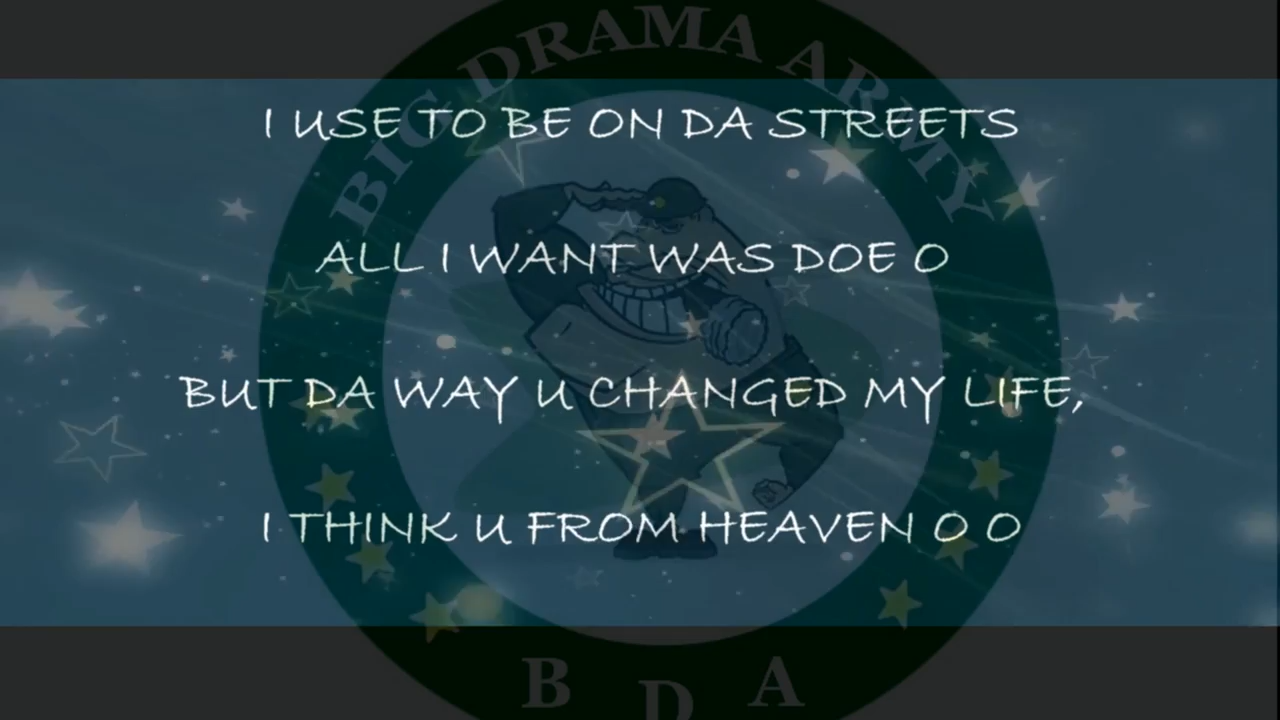 BIG DRAMA ARMY
I USE TO BE ON DA STREETS
ALL I WANT WAS DOE O
BUT DA WAY U CHANGED MY LIFE,
I THINK U FROM HEAVEN O O
B D A